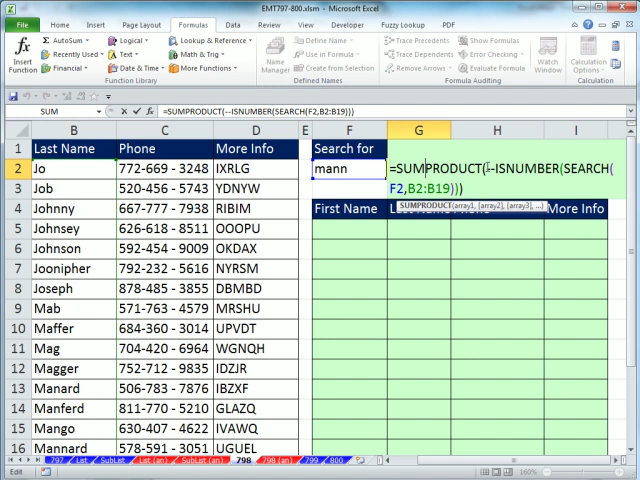 EMT797-800.xlsm - Microsoft Excel
File Home Insert Page Layout Formulas Data Review View Developer Fuzzy Lookup PDF
fx Insert Function
Σ AutoSum
Recently Used
Financial
Logical
Text
Date & Time
Lookup & Reference
Math & Trig
More Functions
Function Library
Name Manager
Define Name
Use in Formula
Create from Selection
Defined Names
Trace Precedents
Trace Dependents
Remove Arrows
Show Formulas
Error Checking
Evaluate Formula
Formula Auditing
Watch Window
Calculation Options
Calculation
SUM fx =SUMPRODUCT(--ISNUMBER(SEARCH(F2,B2:B19)))
B C D E F G H I
1 Last Name Phone More Info Search for
2 Jo 772-669 - 3248 IXRLG mann =SUMPRODUCT(--ISNUMBER(SEARCH(
3 Job 520-456 - 5743 YDNYW F2,B2:B19)))
SUMPRODUCT(array1, [array2], [array3], ...)
4 Johnny 667-777 - 7938 RIBIM First Name Last Name Phone More Info
5 Johnsey 626-618 - 8511 OOOPU
6 Johnson 592-454 - 9009 OKDAX
7 Joonipher 792-232 - 5616 NYRSM
8 Joseph 878-485 - 3855 DBMBD
9 Mab 571-763 - 4579 MRSHU
10 Maffer 684-360 - 3014 UPVDT
11 Mag 704-420 - 6964 WGNQH
12 Magger 752-712 - 9835 IDZJR
13 Manard 506-783 - 7876 IBZXF
14 Manferd 811-770 - 5210 GLAZQ
15 Mango 630-407 - 4622 IVAWQ
16 Mannard 578-591 - 3051 UGUEL
797 List SubList List (an) SubList (an) 798 798 (an) 799 800
Edit 160%